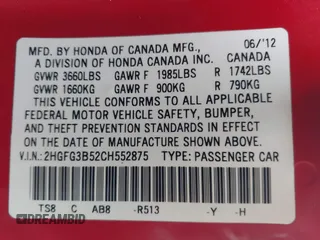 MFD. BY HONDA OF CANADA MFG., 06/'12
A DIVISION OF HONDA CANADA INC. CANADA
GVWR 3660LBS GAWR F 1985LBS R 1742LBS
GVWR 1660KG GAWR F 900KG R 790KG
THIS VEHICLE CONFORMS TO ALL APPLICABLE
FEDERAL MOTOR VEHICLE SAFETY, BUMPER,
AND THEFT PREVENTION STANDARDS IN EFFECT
ON THE DATE OF MANUFACTURE SHOWN ABOVE.
V.I.N.: 2HGFG3B52CH552875 TYPE: PASSENGER CAR
TS8 C AB8 -R513 -Y -H
DREAMBID